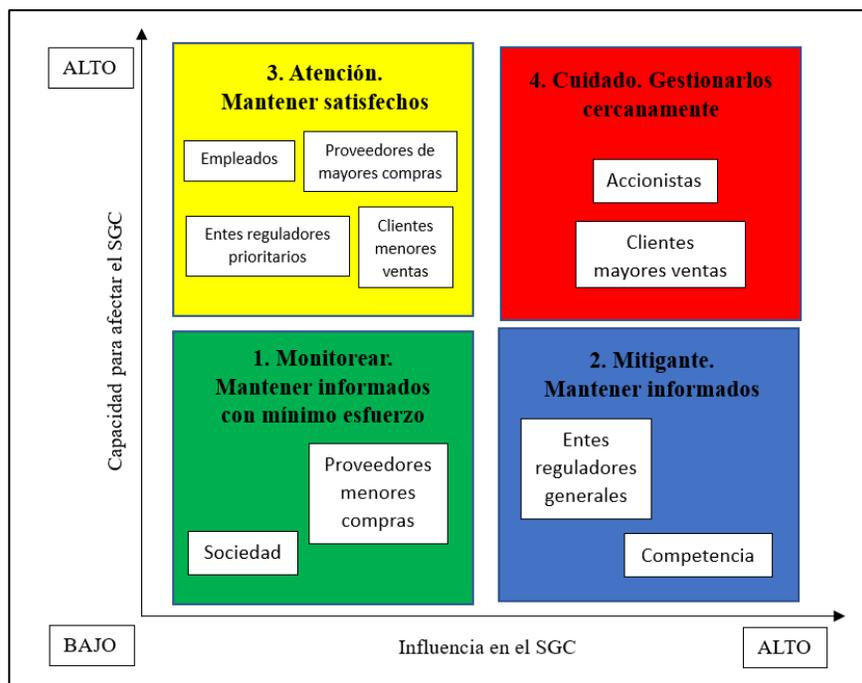 ALTO
Capacidad para afectar el SGC
3. Atención.
Mantener satisfechos
Empleados
Proveedores de
mayores compras
Entes reguladores
prioritarios
Clientes
menores
ventas
4. Cuidado. Gestionarlos
cercanamente
Accionistas
Clientes
mayores ventas
1. Monitorear.
Mantener informados
con mínimo esfuerzo
Proveedores
menores
compras
Sociedad
2. Mitigante.
Mantener informados
Entes
reguladores
generales
Competencia
BAJO
Influencia en el SGC
ALTO